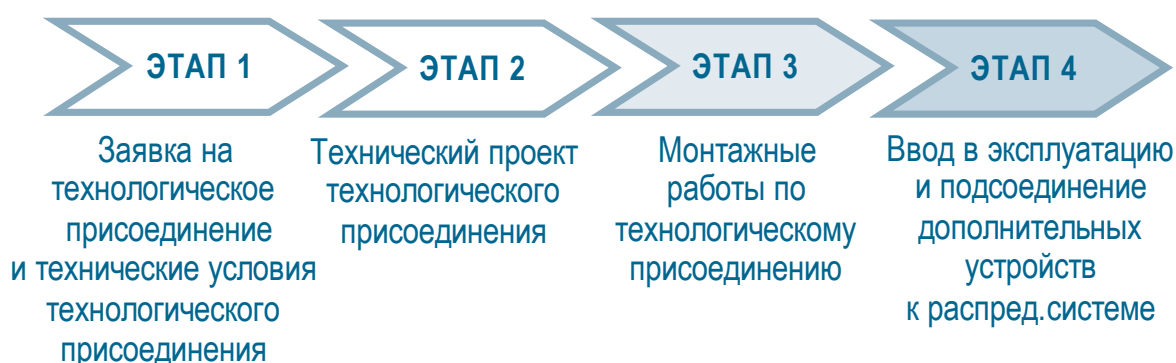 ЭТАП 1
Заявка на
технологическое
присоединение
и технические условия
технологического
присоединения
ЭТАП 2
Технический проект
технологического
присоединения
ЭТАП 3
Монтажные
работы по
технологическому
присоединению
ЭТАП 4
Ввод в эксплуатацию
и подсоединение
дополнительных
устройств
к распред.системе